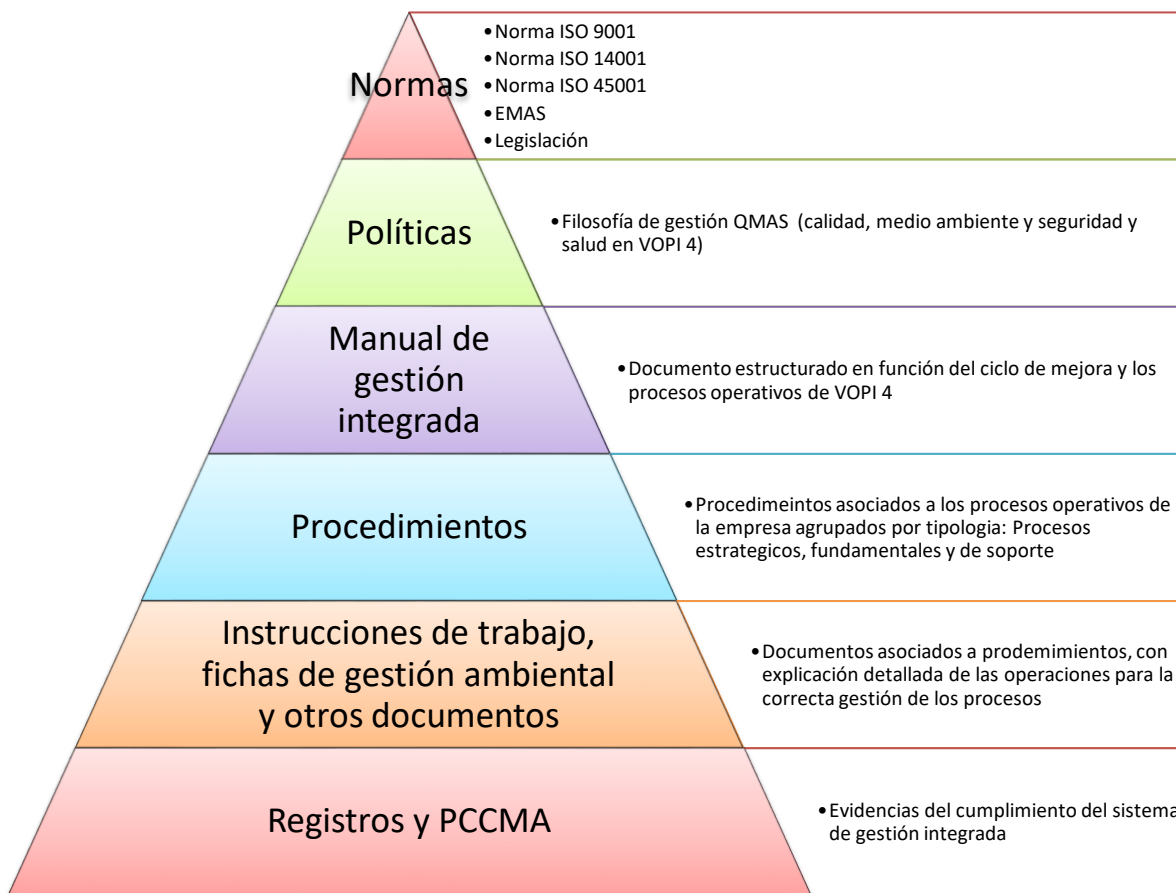 Normas
•Norma ISO 9001
•Norma ISO 14001
•Norma ISO 45001
•EMAS
•Legislación
Políticas
•Filosofía de gestión QMAS (calidad, medio ambiente y seguridad y
salud en VOPI 4)
Manual de
gestión
integrada
•Documento estructurado en función del ciclo de mejora y los
procesos operativos de VOPI 4
Procedimientos
•Procedimeintos asociados a los procesos operativos de
la empresa agrupados por tipologia: Procesos
estrategicos, fundamentales y de soporte
Instrucciones de trabajo,
fichas de gestión ambiental
y otros documentos
•Documentos asociados a prodemimientos, con
explicación detallada de las operaciones para la
correcta gestión de los procesos
Registros y PCCMA
•Evidencias del cumplimiento del sistema
de gestión integrada